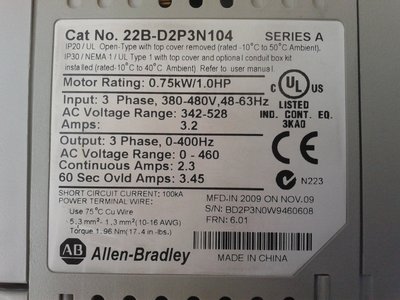 Cat No. 22B-D2P3N104 SERIES A
IP20 / UL Open-Type with top cover removed (rated -10°C to 50°C Ambient).
IP30 / NEMA 1 / UL Type 1 with top cover and optional conduit box kit
installed (rated -10°C to 40°C Ambient) Refer to user manual.
Motor Rating: 0.75kW/1.0HP
Input: 3 Phase, 380-480V,48-63Hz
AC Voltage Range: 342-528
Amps: 3.2
Output: 3 Phase, 0-400Hz
AC Voltage Range: 0 - 460
Continuous Amps: 2.3
60 Sec Ovld Amps: 3.45
C UL US
LISTED
IND. CONT. EQ.
3KA0
CE
N223
SHORT CIRCUIT CURRENT: 100kA
POWER TERMINAL WIRE:
Use 75°C Cu Wire
5.3 mm² - 1.3 mm² (10-16 AWG)
Torque 1.96 Nm (17.4 in.-lbs.)
MFD.IN 2009 ON NOV.09
S/N: BD2P3N0W9460608
FRN: 6.01
AB Allen-Bradley
MADE IN CHINA